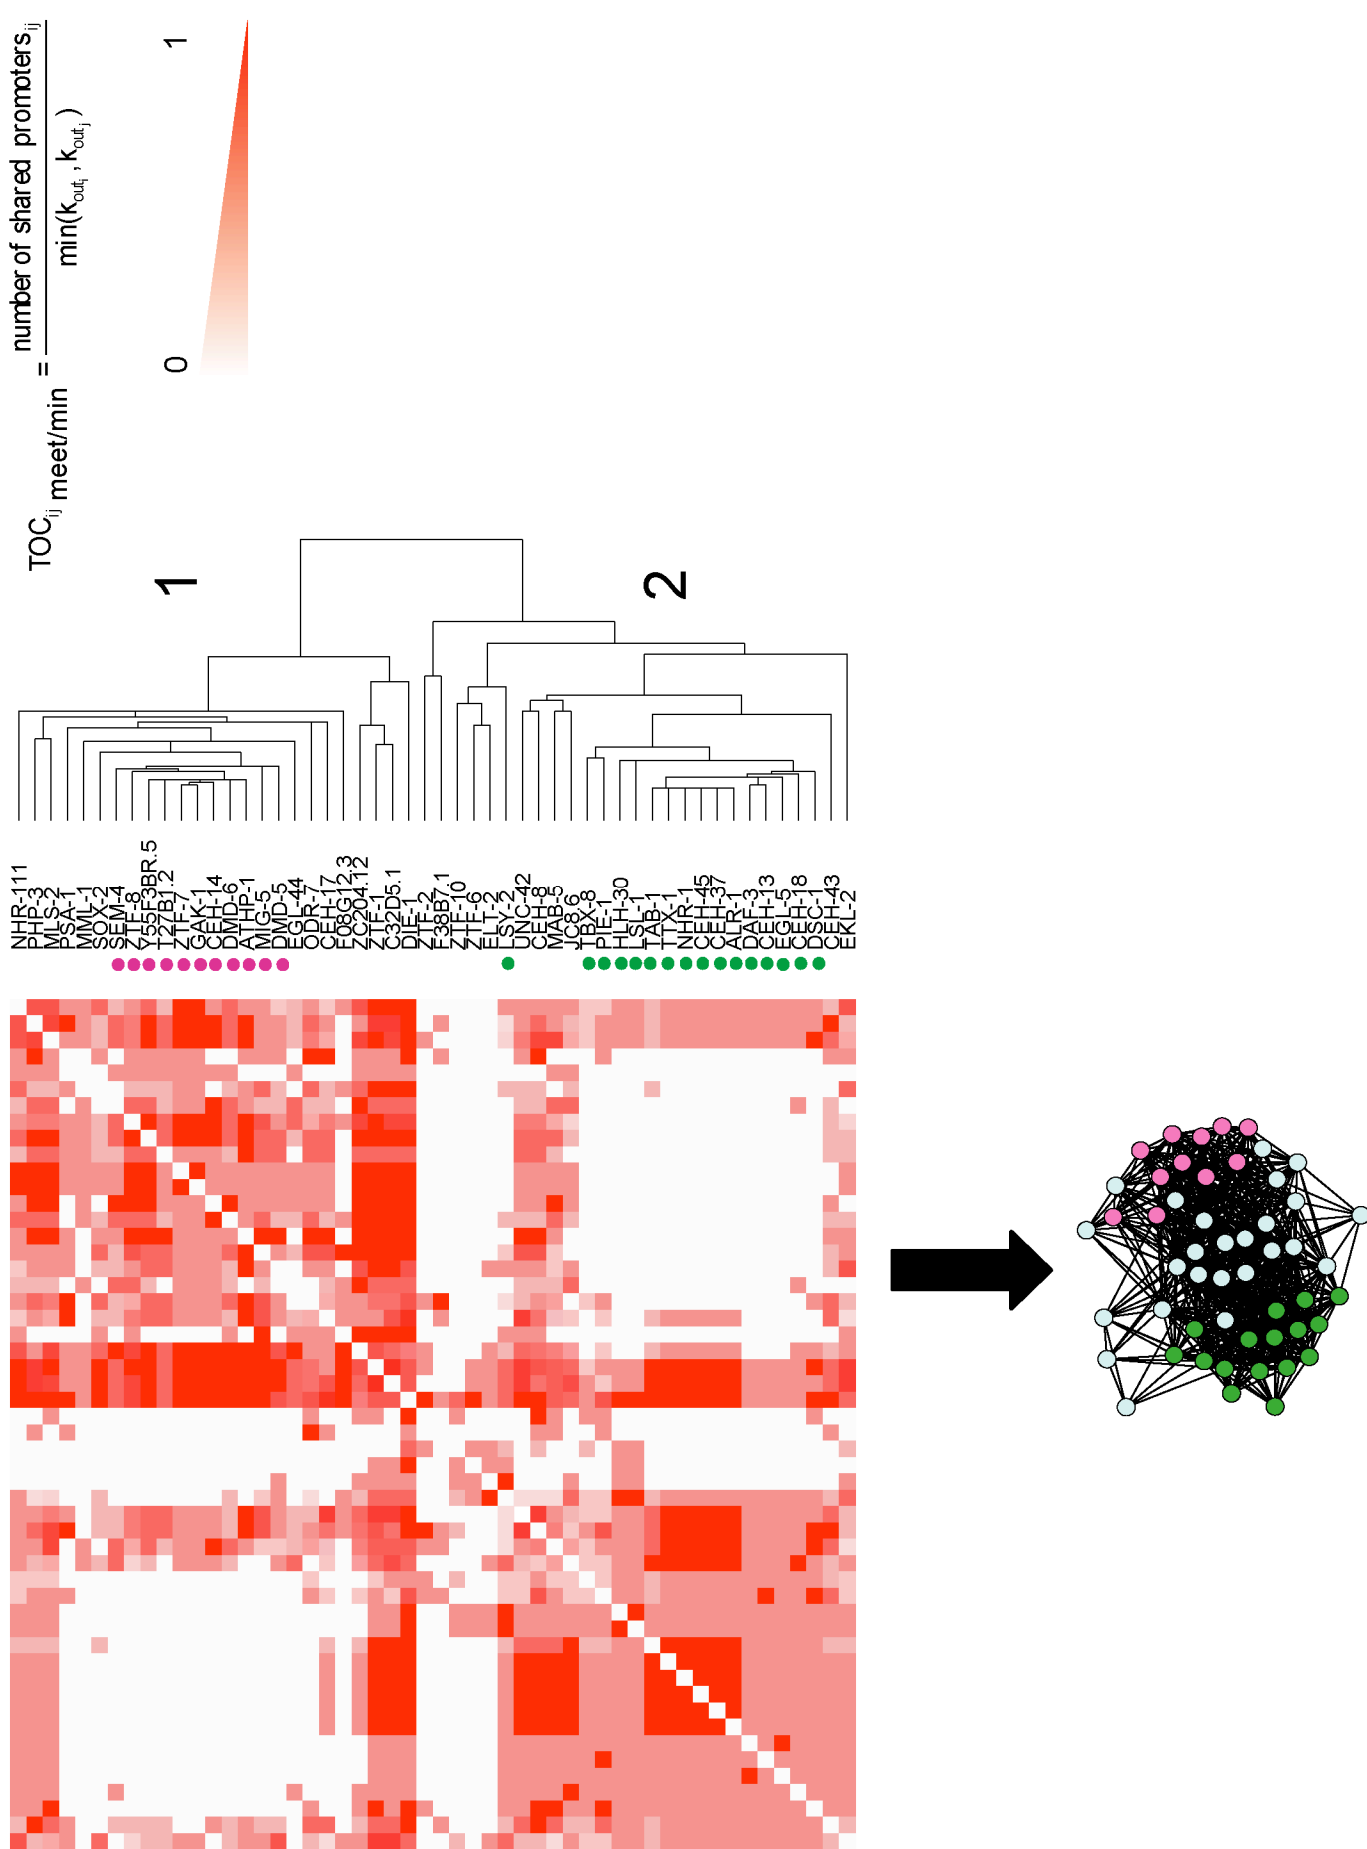 TOC ij meet/min = number of shared promoters ij
min(k out i , k out j )
0 1
1
2
NHR-111
PHP-3
MLS-2
PSA-1
MML-1
SOX-2
SEM-4
ZTF-8
Y55F3BR.5
T27B1.2
ZTF-7
GAK-1
CEH-14
DMD-6
ATHP-1
MIG-5
DMD-5
EGL-44
ODR-7
CEH-17
F08G12.3
ZC204.12
ZTF-1
C32D5.1
DIE-1
ZTF-2
F38B7.1
ZTF-10
ZTF-6
ELT-2
LSY-2
UNC-42
CEH-8
MAB-5
JC8.6
TBX-8
PIE-1
HLH-30
LSL-1
TAB-1
TTX-1
NHR-1
CEH-45
CEH-37
ALR-1
DAF-3
CEH-13
EGL-5
CEH-18
DSC-1
CEH-43
EKL-2